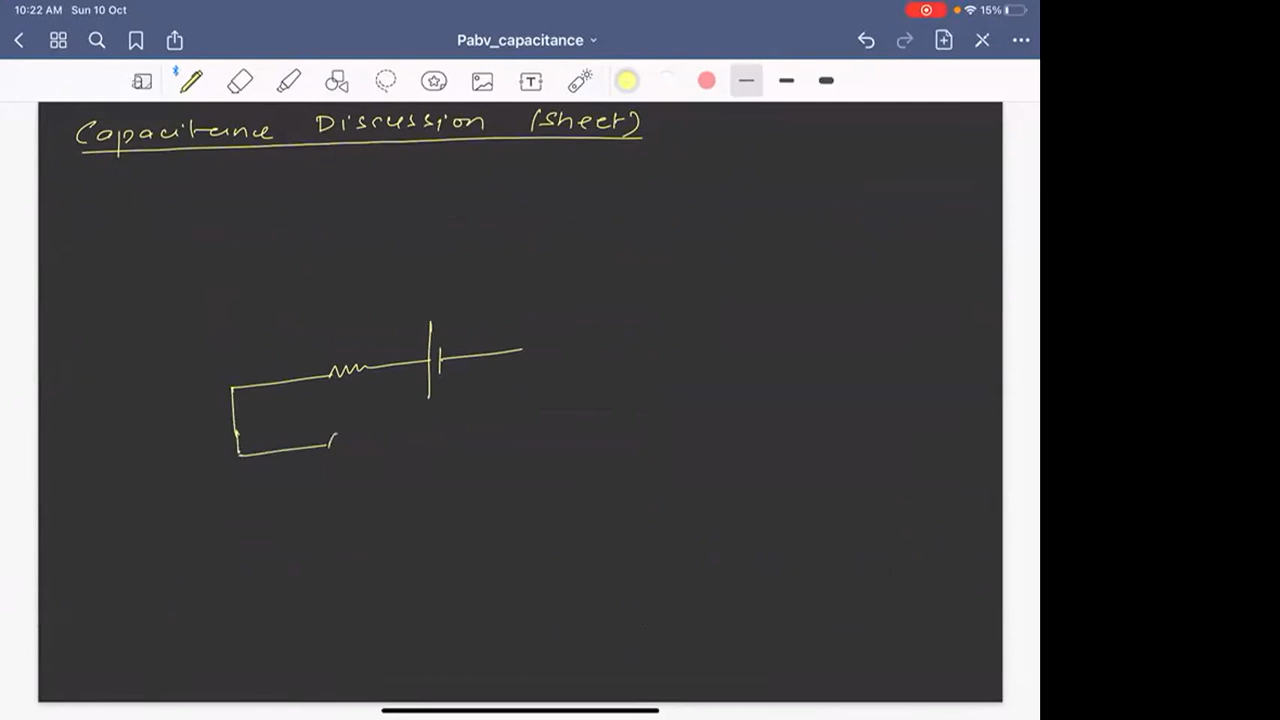 10:22 AM Sun 10 Oct
15%
Pabv_capacitance
T
Capacitance Discussion (Sheet)